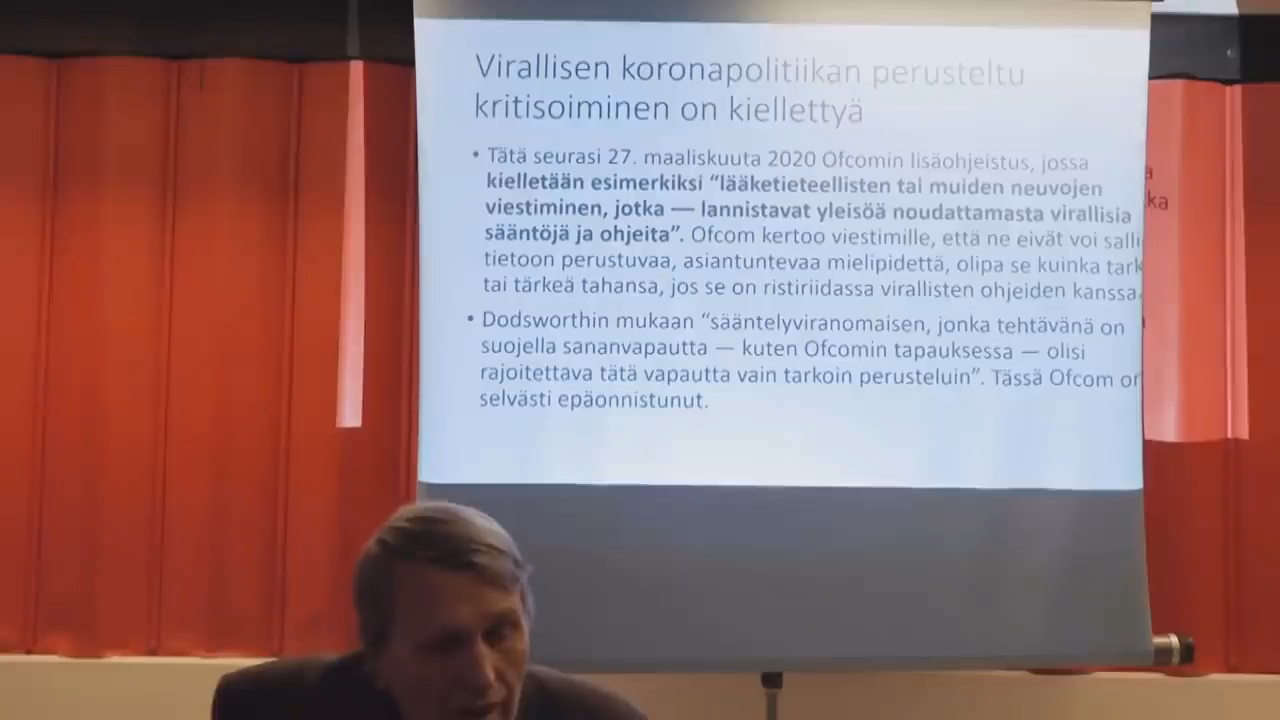 Virallisen koronapolitiikan perusteltu
kritisoiminen on kiellettyä
• Tätä seurasi 27. maaliskuuta 2020 Ofcomin lisäohjeistus, jossa
kielletään esimerkiksi “lääketieteellisten tai muiden neuvojen
viestiminen, jotka — lannistavat yleisöä noudattamasta virallisia
sääntöjä ja ohjeita”. Ofcom kertoo viestimille, että ne eivät voi salli
tietoon perustuvaa, asiantuntevaa mielipidettä, olipa se kuinka tark
tai tärkeä tahansa, jos se on ristiriidassa virallisten ohjeiden kanssa.
• Dodsworthin mukaan “sääntelyviranomaisen, jonka tehtävänä on
suojella sananvapautta — kuten Ofcomin tapauksessa — olisi
rajoitettava tätä vapautta vain tarkoin perusteluin”. Tässä Ofcom on
selvästi epäonnistunut.
a
ka